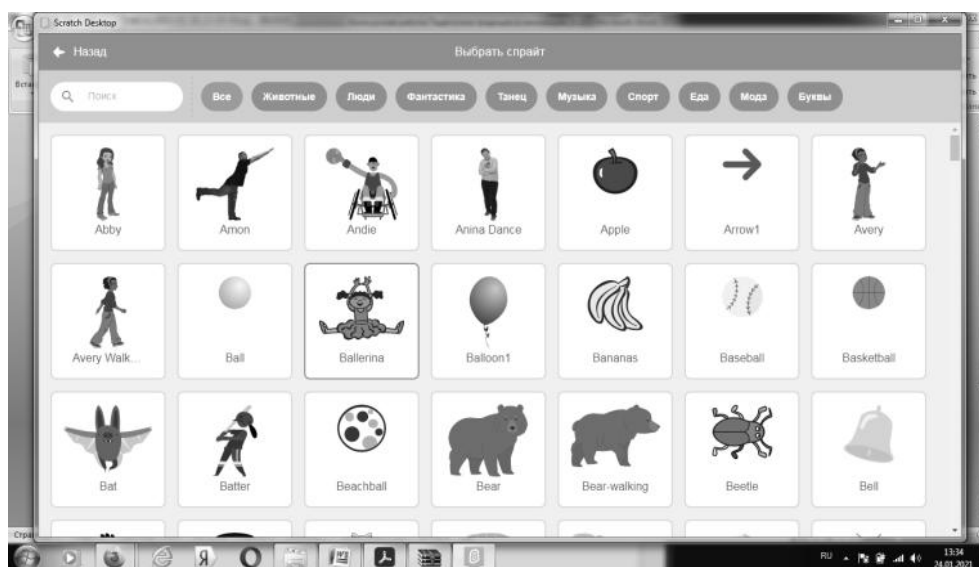 Scratch Desktop
Назад
Выбрать спрайт
Поиск
Все Животные Люди Фантастика Танец Музыка Спорт Еда Мода Буквы
Abby Amon Andie Anina Dance Apple Arrow1 Avery
Avery Walk... Ball Ballerina Balloon1 Bananas Baseball Basketball
Bat Batter Beachball Bear Bear-walking Beetle Bell
RU 13:34
24.01.2021